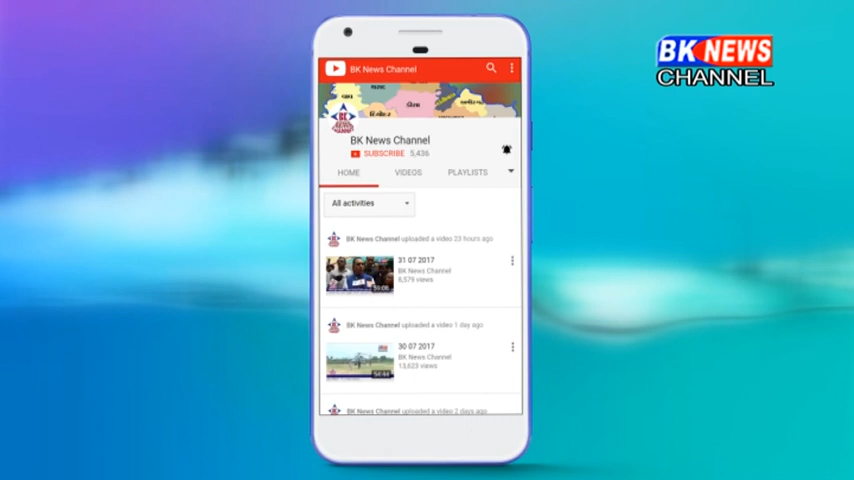 BK NEWS
CHANNEL
BK News Channel
BK News Channel
SUBSCRIBE 5,436
HOME VIDEOS PLAYLISTS
All activities
BK News Channel uploaded a video 23 hours ago
31 07 2017
BK News Channel
8,579 views
BK News Channel uploaded a video 1 day ago
30 07 2017
BK News Channel
13,623 views
54:44
BK News Channel uploaded a video 2 days ago